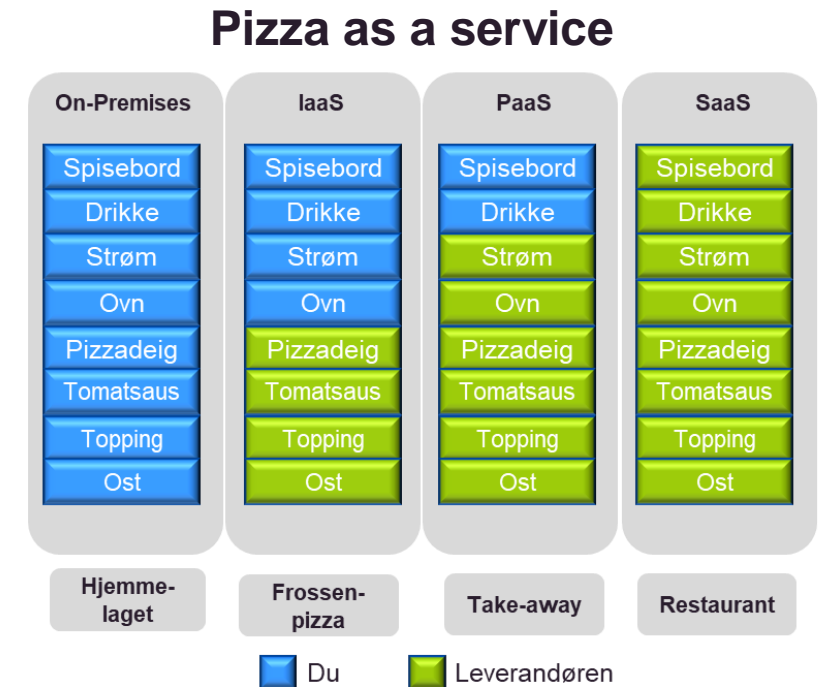 Pizza as a service
On-Premises
Spisebord
Drikke
Strøm
Ovn
Pizzadeig
Tomatsaus
Topping
Ost
Hjemme-
laget
IaaS
Spisebord
Drikke
Strøm
Ovn
Pizzadeig
Tomatsaus
Topping
Ost
Frossen-
pizza
PaaS
Spisebord
Drikke
Strøm
Ovn
Pizzadeig
Tomatsaus
Topping
Ost
Take-away
SaaS
Spisebord
Drikke
Strøm
Ovn
Pizzadeig
Tomatsaus
Topping
Ost
Restaurant
Du
Leverandøren